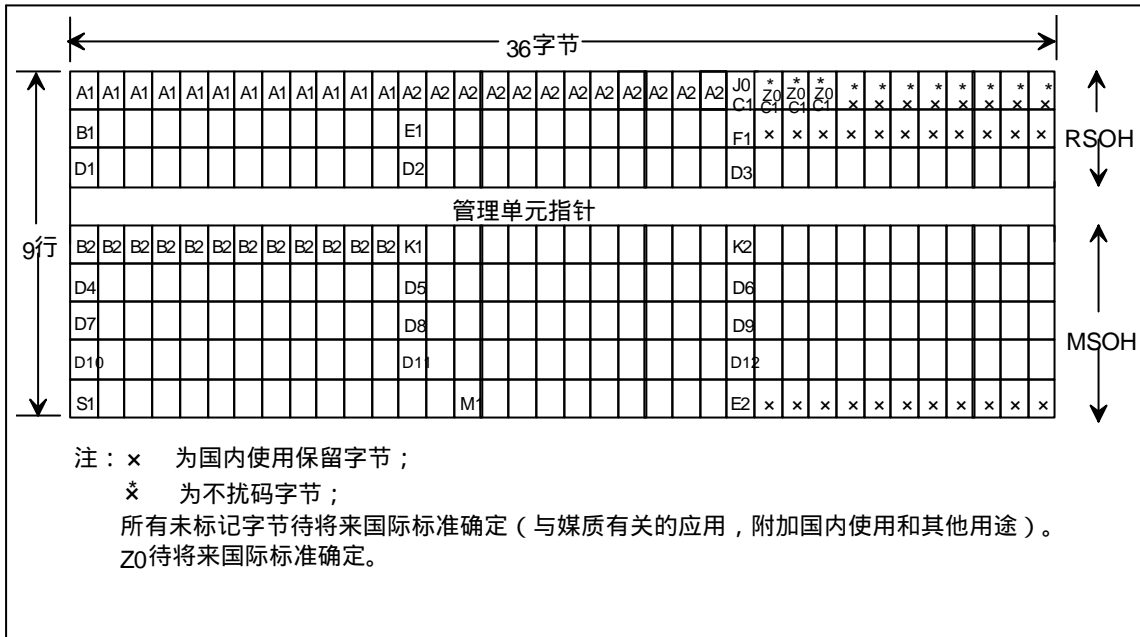 36字节
A1 A1 A1 A1 A1 A1 A1 A1 A1 A1 A1 A1 A2 A2 A2 A2 A2 A2 A2 A2 A2 A2 A2 A2 J0 C1 * Z0 C1 * Z0 C1 * Z0 C1 * × * × * × * × * × * × * × * ×
B1 E1 F1 × × × × × × × × × × ×
RSOH
D1 D2 D3
管理单元指针
9行
B2 B2 B2 B2 B2 B2 B2 B2 B2 B2 B2 B2 K1 K2
D4 D5 D6
D7 D8 D9
MSOH
D10 D11 D12
S1 M1 E2 × × × × × × × × × × ×
注：× 为国内使用保留字节；
* × 为不扰码字节；
所有未标记字节待将来国际标准确定（与媒质有关的应用，附加国内使用和其他用途）。
Z0待将来国际标准确定。